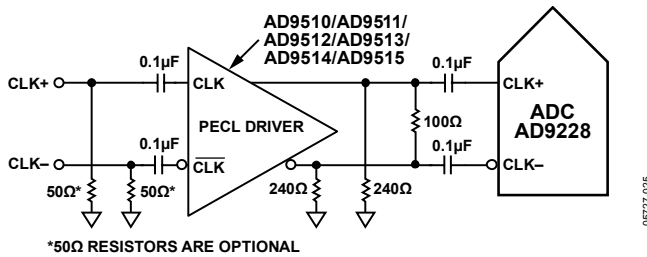 AD9510/AD9511/
AD9512/AD9513/
AD9514/AD9515
0.1µF
0.1µF
CLK+
CLK
CLK+
ADC
AD9228
PECL DRIVER
100Ω
0.1µF
0.1µF
CLK–
CLK
CLK–
50Ω*
50Ω*
240Ω
240Ω
*50Ω RESISTORS ARE OPTIONAL
05727-025